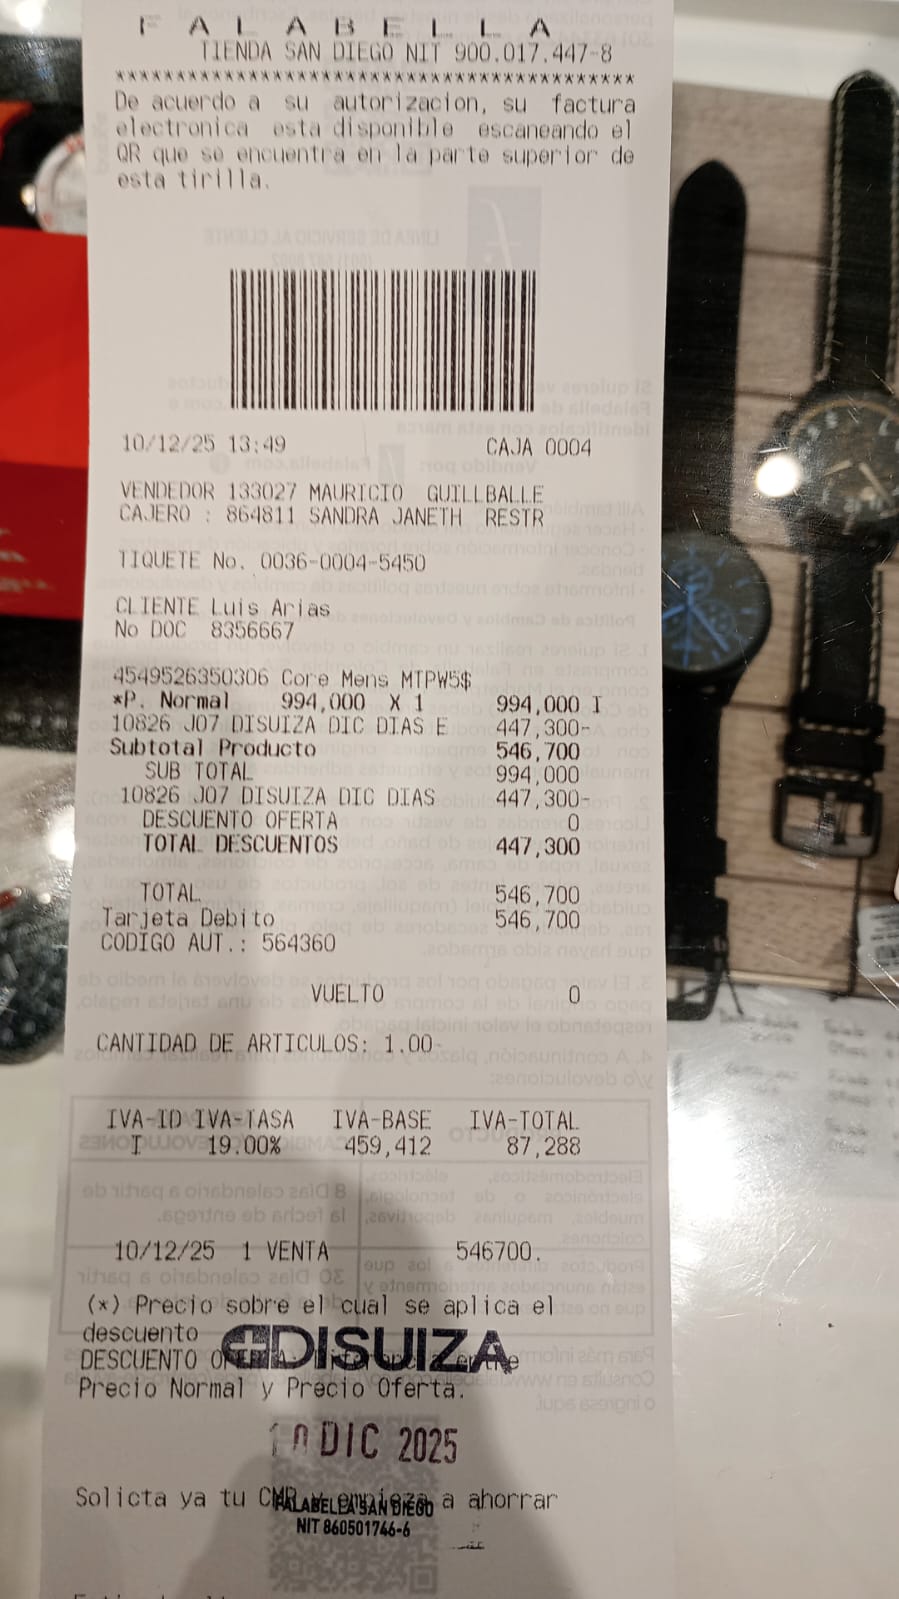 F A L A B E L L A
TIENDA SAN DIEGO NIT 900.017.447-8
******************************************
De acuerdo a su autorizacion, su factura
electronica esta disponible escaneando el
QR que se encuentra en la parte superior de
esta tirilla.
10/12/25 13:49 CAJA 0004
VENDEDOR 133027 MAURICIO GUILLBALLE
CAJERO : 864811 SANDRA JANETH RESTR
TIQUETE No. 0036-0004-5450
CLIENTE Luis Arias
No DOC 8356667
4549526350306 Core Mens MTPW5$
*P. Normal 994,000 X 1 994,000 I
10826 J07 DISUIZA DIC DIAS E 447,300-
Subtotal Producto 546,700
SUB TOTAL 994,000
10826 J07 DISUIZA DIC DIAS 447,300-
DESCUENTO OFERTA 0
TOTAL DESCUENTOS 447,300
TOTAL 546,700
Tarjeta Debito 546,700
CODIGO AUT.: 564360
VUELTO 0
CANTIDAD DE ARTICULOS: 1.00
IVA-ID IVA-TASA IVA-BASE IVA-TOTAL
I 19.00% 459,412 87,288
10/12/25 1 VENTA 546700.
(*) Precio sobre el cual se aplica el
descuento
DISUIZA
DESCUENTO
Precio Normal y Precio Oferta.
10 DIC 2025
Solicta ya tu CMR y empieza a ahorrar
FALABELLA SAN DIEGO
NIT 860501746-6